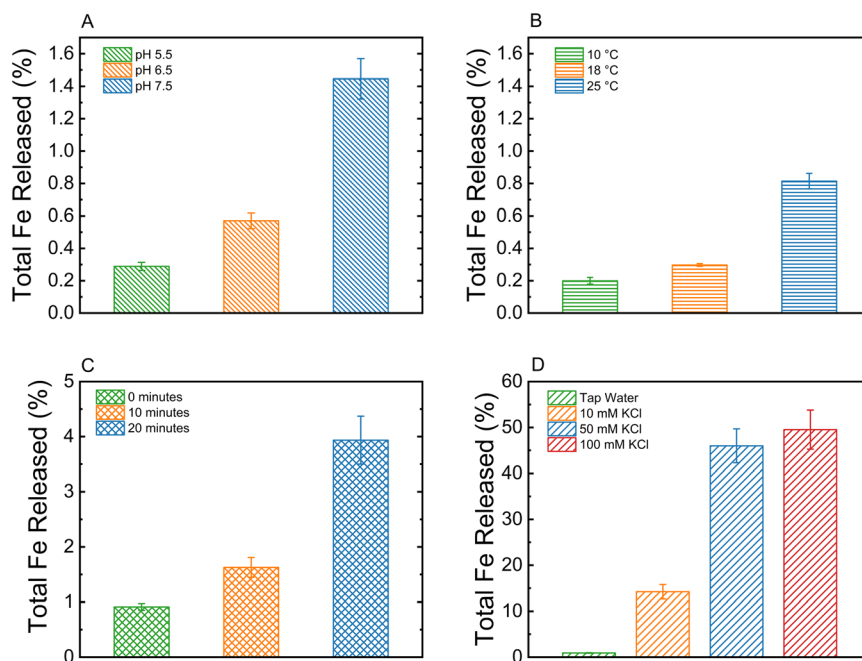 A
Total Fe Released (%)
1.6
1.4
1.2
1.0
0.8
0.6
0.4
0.2
0.0
pH 5.5
pH 6.5
pH 7.5
B
Total Fe Released (%)
1.6
1.4
1.2
1.0
0.8
0.6
0.4
0.2
0.0
10 °C
18 °C
25 °C
C
Total Fe Released (%)
5
4
3
2
1
0
0 minutes
10 minutes
20 minutes
D
Total Fe Released (%)
60
50
40
30
20
10
0
Tap Water
10 mM KCl
50 mM KCl
100 mM KCl